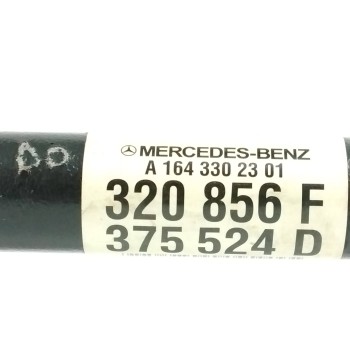 MERCEDES-BENZ
A 164 330 23 01
320 856 F
375 524 D